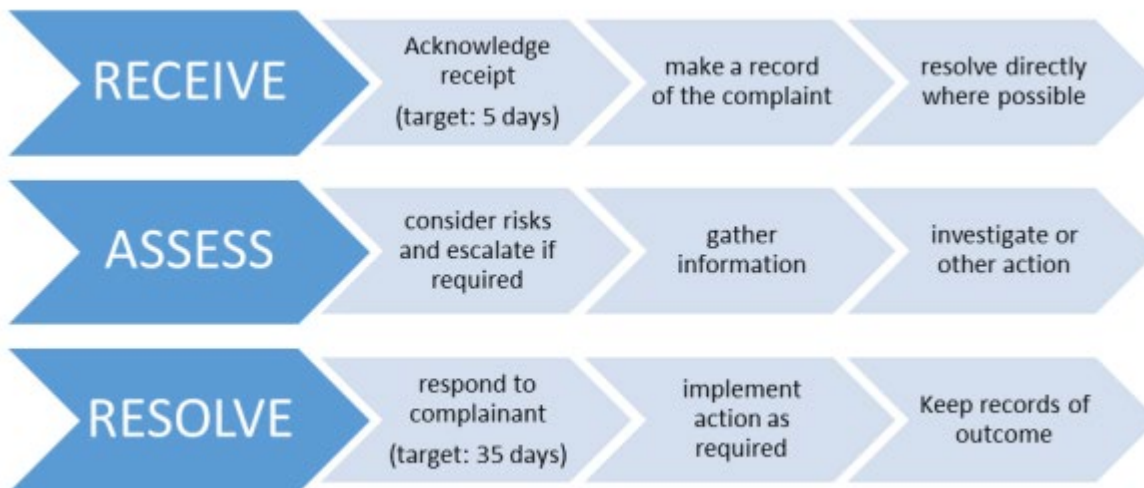 RECEIVE
Acknowledge
receipt
(target: 5 days)
make a record
of the complaint
resolve directly
where possible
ASSESS
consider risks
and escalate if
required
gather
information
investigate or
other action
RESOLVE
respond to
complainant
(target: 35 days)
implement
action as
required
Keep records of
outcome